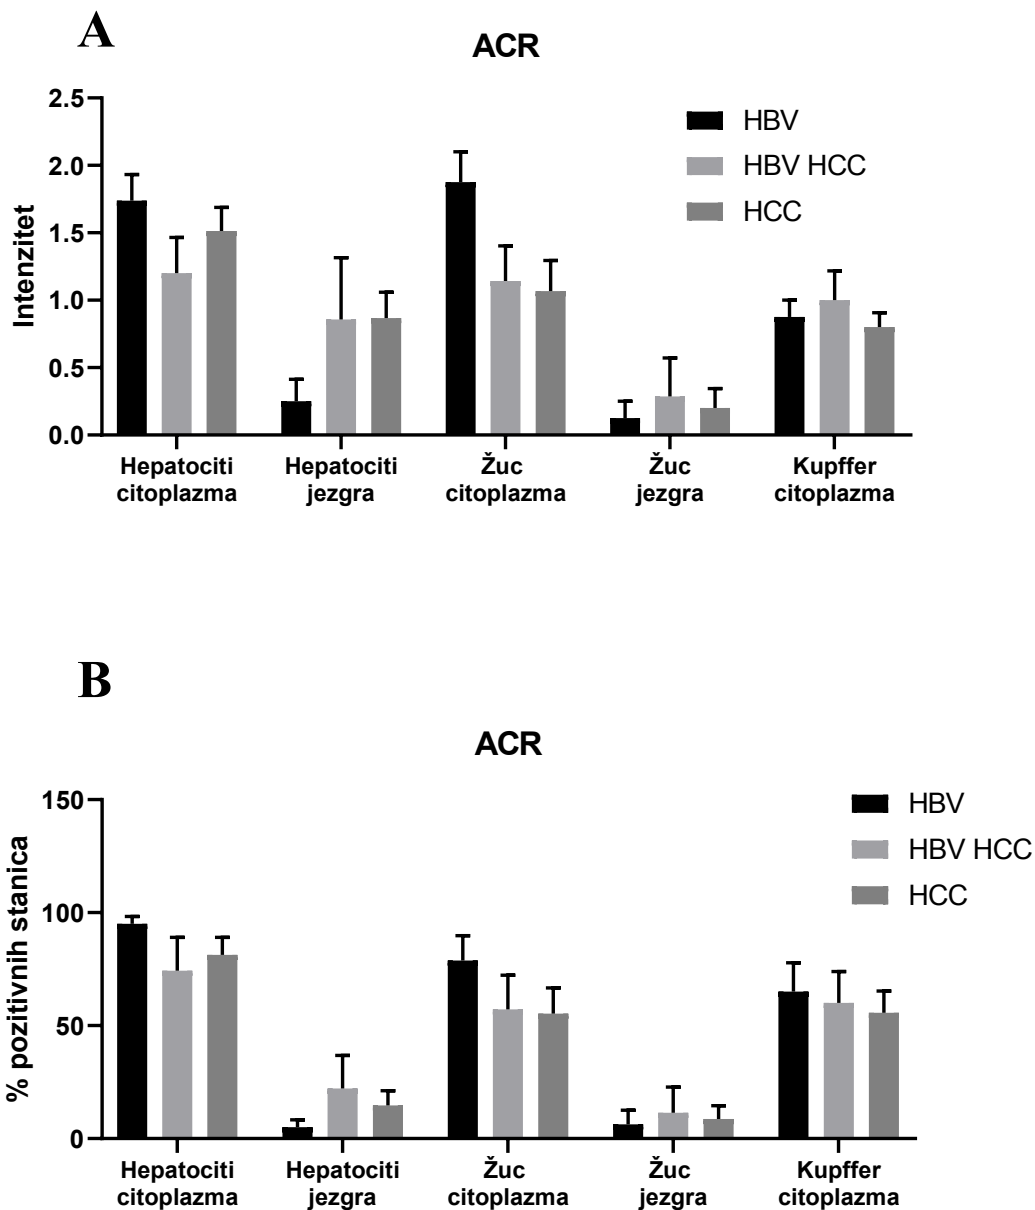 A
ACR
Intenzitet
2.5
2.0
1.5
1.0
0.5
0.0
HBV
HBV HCC
HCC
Hepatociti
citoplazma
Hepatociti
jezgra
Žuc
citoplazma
Žuc
jezgra
Kupffer
citoplazma
B
ACR
% pozitivnih stanica
150
100
50
0
HBV
HBV HCC
HCC
Hepatociti
citoplazma
Hepatociti
jezgra
Žuc
citoplazma
Žuc
jezgra
Kupffer
citoplazma